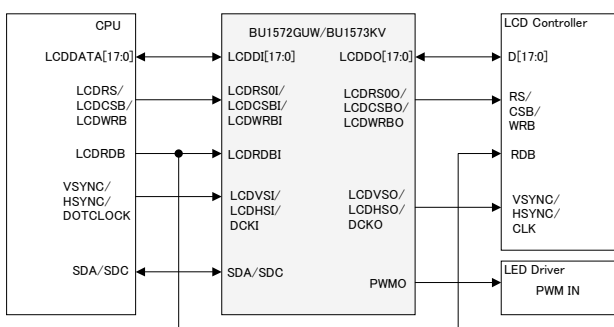 CPU
LCDDATA[17:0]
LCDRS/
LCDCSB/
LCDWRB
LCDRDB
VSYNC/
HSYNC/
DOTCLOCK
SDA/SDC
BU1572GUW/BU1573KV
LCDDI[17:0]
LCDRS0I/
LCDCSBI/
LCDWRBI
LCDRDBI
LCDVSI/
LCDHSI/
DCKI
SDA/SDC
LCDDO[17:0]
LCDRS0O/
LCDCSBO/
LCDWRBO
LCDVSO/
LCDHSO/
DCKO
PWMO
LCD Controller
D[17:0]
RS/
CSB/
WRB
RDB
VSYNC/
HSYNC/
CLK
LED Driver
PWM IN